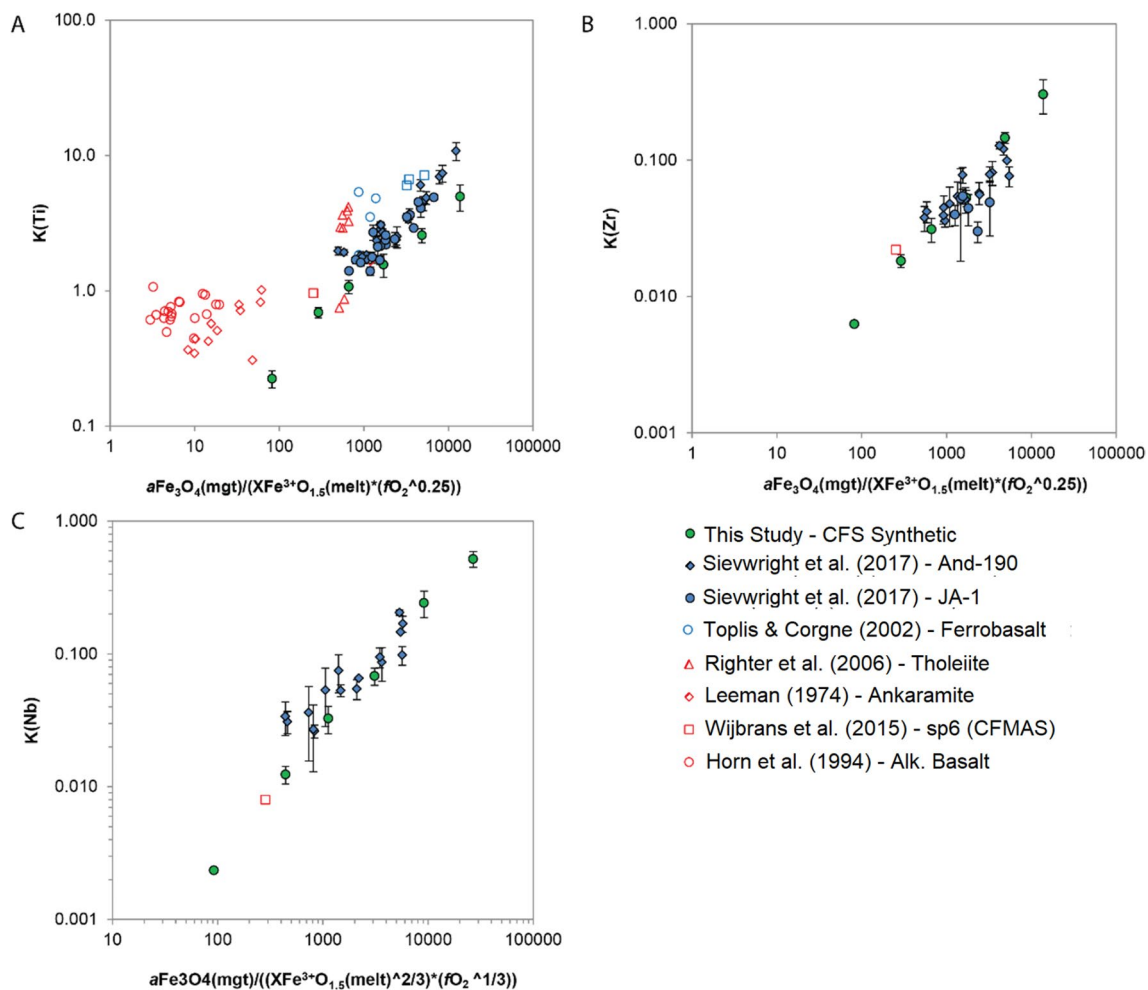 A
100.0
10.0
1.0
0.1
K(Ti)
1
10
100
1000
10000
100000
aFe₃O₄(mgt)/(XFe³⁺O₁.₅(melt)*(fO₂^0.25))
B
1.000
0.100
0.010
0.001
K(Zr)
1
10
100
1000
10000
100000
aFe₃O₄(mgt)/(XFe³⁺O₁.₅(melt)*(fO₂^0.25))
C
1.000
0.100
0.010
0.001
K(Nb)
10
100
1000
10000
100000
aFe3O4(mgt)/((XFe³⁺O₁.₅(melt)^2/3)*(fO₂ ^1/3))
This Study - CFS Synthetic
Sievwright et al. (2017) - And-190
Sievwright et al. (2017) - JA-1
Toplis & Corgne (2002) - Ferrobasalt
Righter et al. (2006) - Tholeiite
Leeman (1974) - Ankaramite
Wijbrans et al. (2015) - sp6 (CFMAS)
Horn et al. (1994) - Alk. Basalt